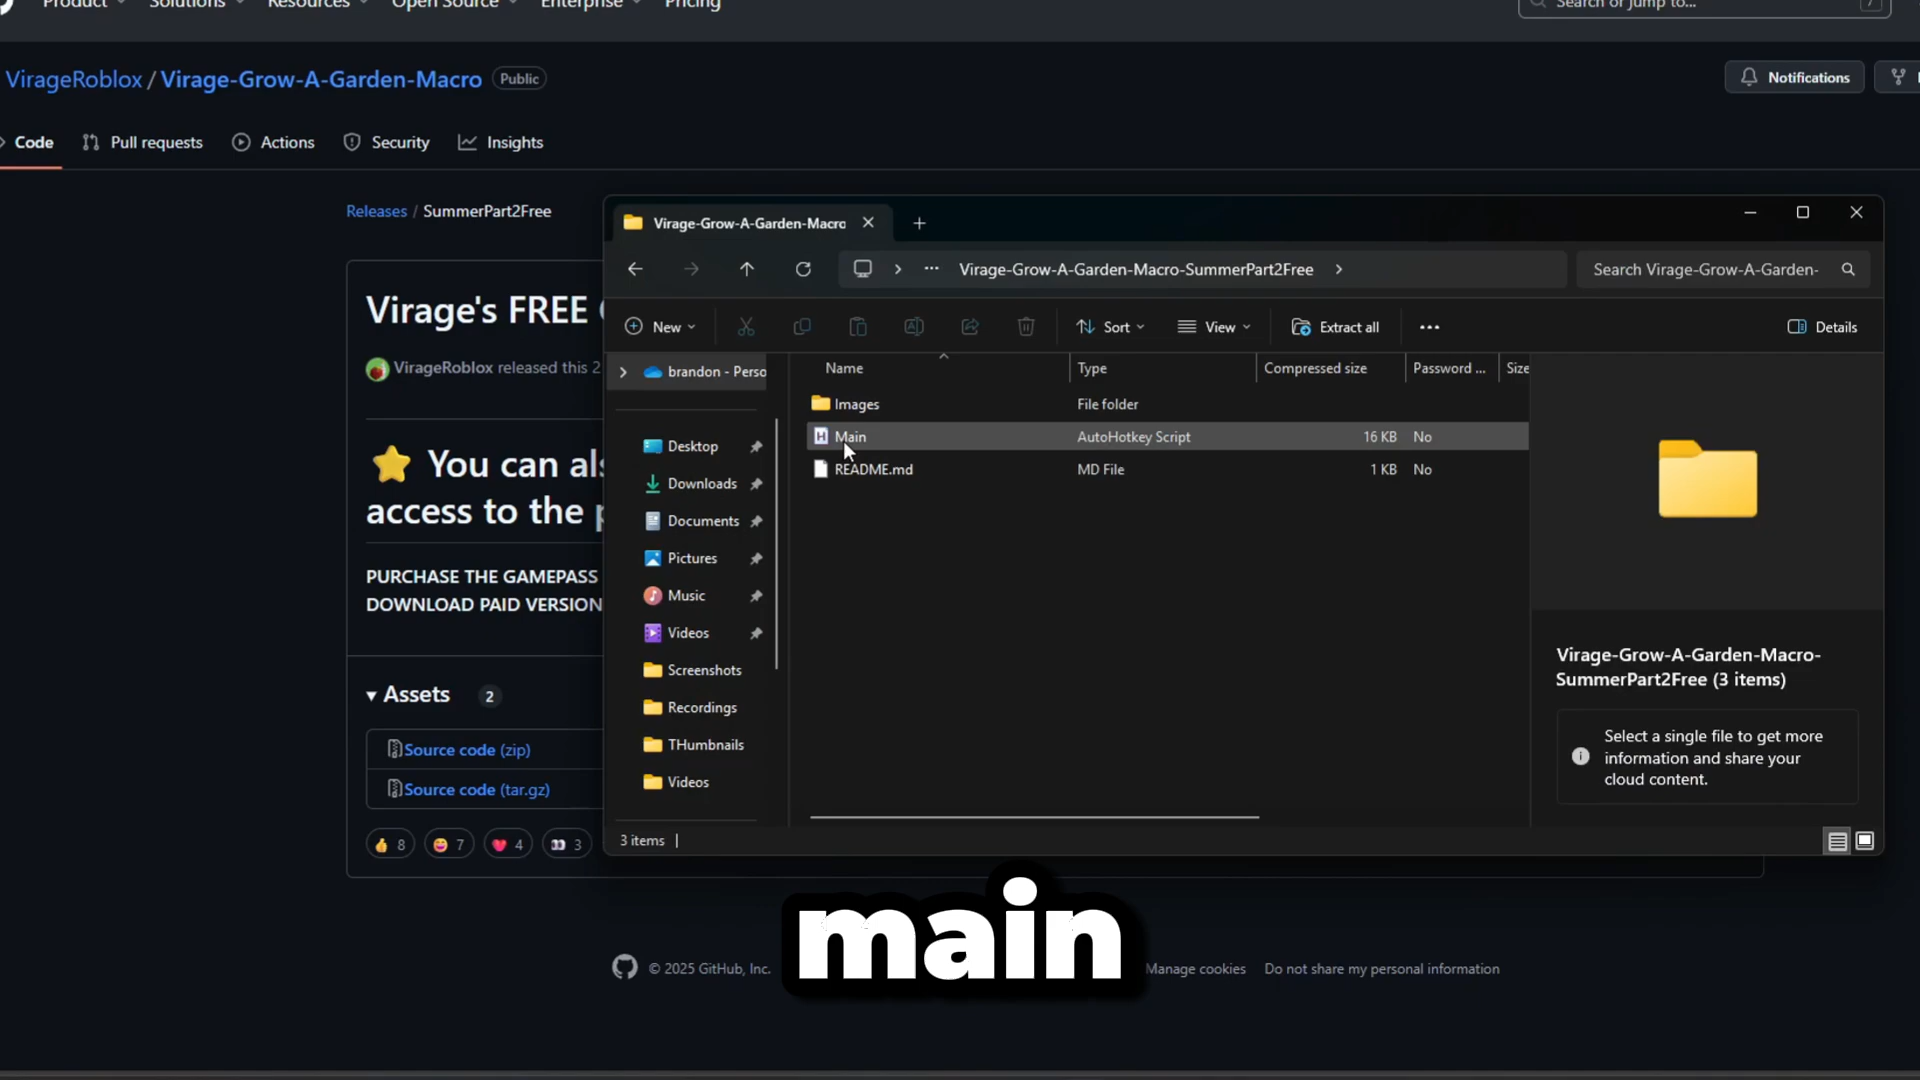 Product Solutions Resources Open Source Enterprise Pricing
Search or jump to... /
VirageRoblox / Virage-Grow-A-Garden-Macro Public
Notifications
Code Pull requests Actions Security Insights
Releases / SummerPart2Free
Virage's FREE
VirageRoblox released this 2
You can als
access to the p
PURCHASE THE GAMEPASS
DOWNLOAD PAID VERSION
Assets 2
Source code (zip)
Source code (tar.gz)
8 7 4 3
Virage-Grow-A-Garden-Macro
Virage-Grow-A-Garden-Macro-SummerPart2Free
Search Virage-Grow-A-Garden-
New Sort View Extract all Details
brandon - Perso
Desktop
Downloads
Documents
Pictures
Music
Videos
Screenshots
Recordings
THumbnails
Videos
Name Type Compressed size Password ... Size
Images File folder
Main AutoHotkey Script 16 KB No
README.md MD File 1 KB No
Virage-Grow-A-Garden-Macro-
SummerPart2Free (3 items)
Select a single file to get more
information and share your
cloud content.
3 items
main
© 2025 GitHub, Inc. Manage cookies Do not share my personal information